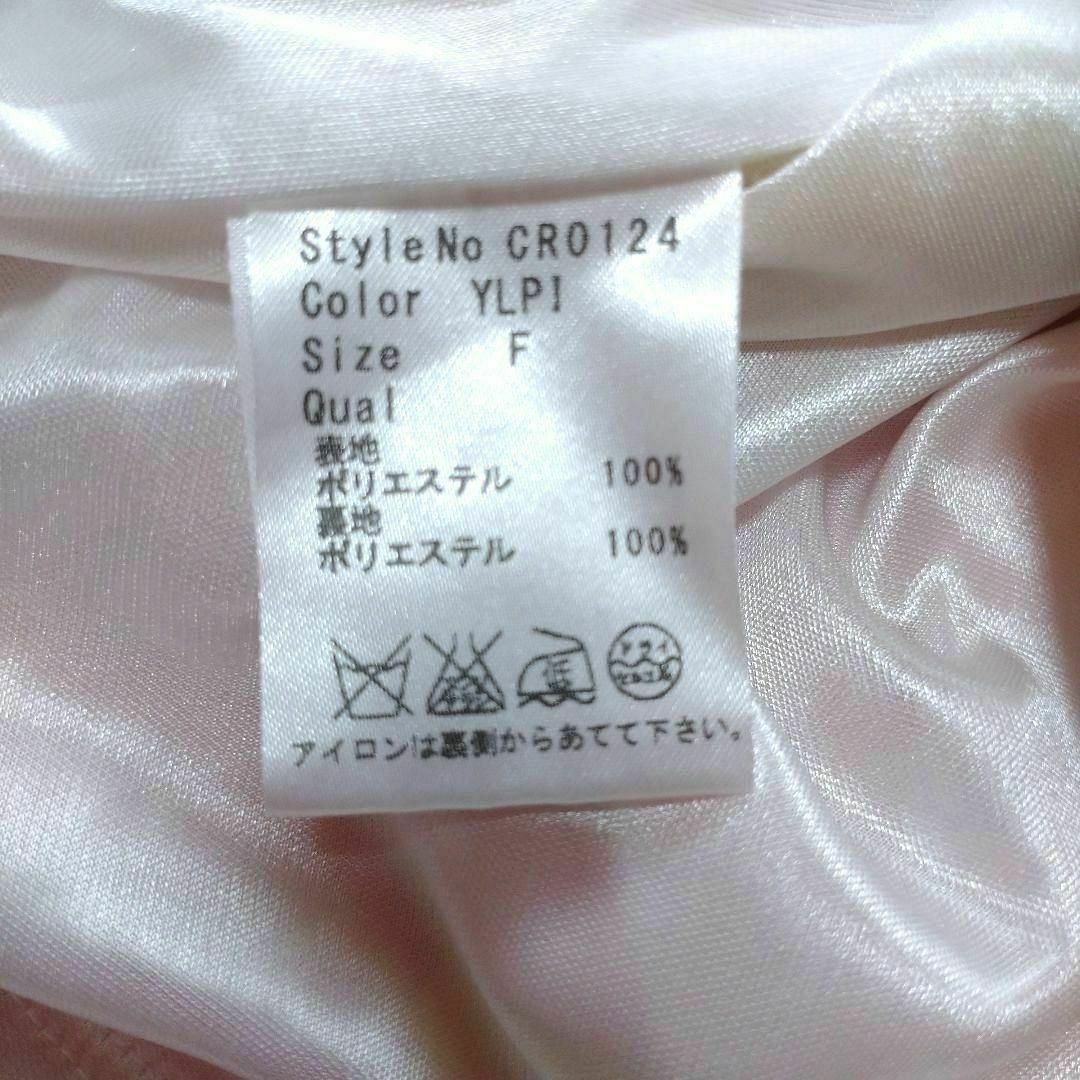 StyleNo CR0124
Color YLPI
Size F
Qual
表地
ポリエステル 100%
裏地
ポリエステル 100%
低
アイロンは裏側からあてて下さい。